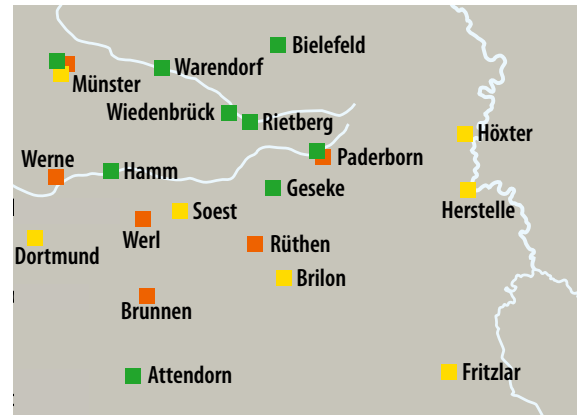 Bielefeld
Warendorf
Münster
Wiedenbrück
Rietberg
Höxter
Werne
Paderborn
Hamm
Geseke
Herstelle
Soest
Werl
Rüthen
Dortmund
Brilon
Brunnen
Attendorn
Fritzlar